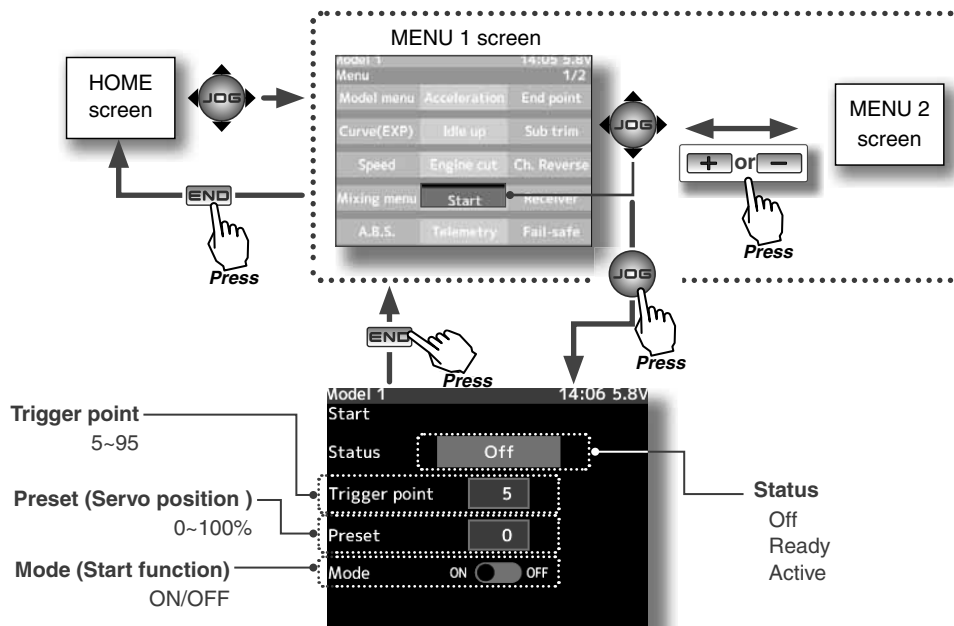 MENU 1 screen
HOME
screen
JOG
Model 1 14:05 5.8V
Menu 1/2
Model menu Acceleration End point
Curve(EXP) Idle up Sub trim
Speed Engine cut Ch. Reverse
Mixing menu Start Receiver
A.B.S. Telemetry Fail-safe
JOG
MENU 2
screen
+ or -
Press
END
Press
JOG
Press
END
Press
Model 1 14:06 5.8V
Start
Status Off
Trigger point 5
Preset 0
Mode ON OFF
Trigger point
5~95
Preset (Servo position )
0~100%
Mode (Start function)
ON/OFF
Status
Off
Ready
Active